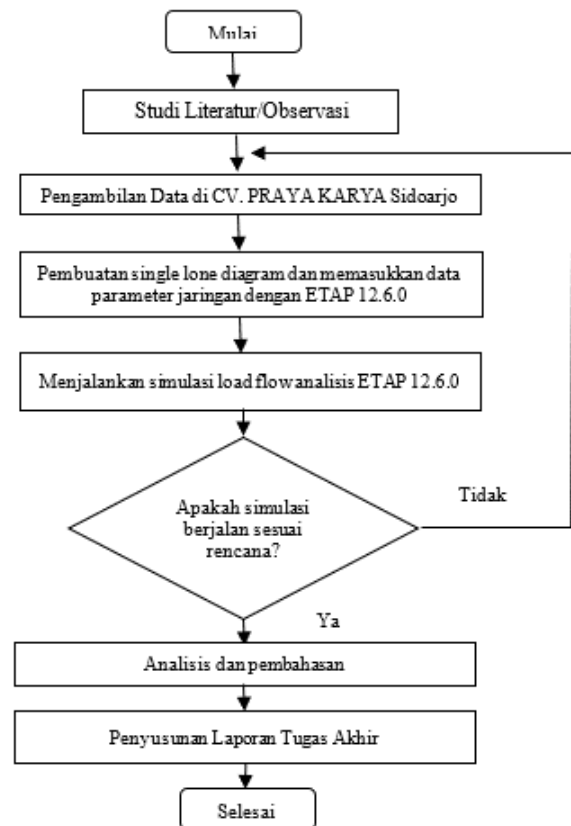 Mulai
Studi Literatur/Observasi
Pengambilan Data di CV. PRAYA KARYA Sidoarjo
Pembuatan single lone diagram dan memasukkan data
parameter jaringan dengan ETAP 12.6.0
Menjalankan simulasi load flow analisis ETAP 12.6.0
Apakah simulasi
berjalan sesuai
rencana?
Tidak
Ya
Analisis dan pembahasan
Penyusunan Laporan Tugas Akhir
Selesai